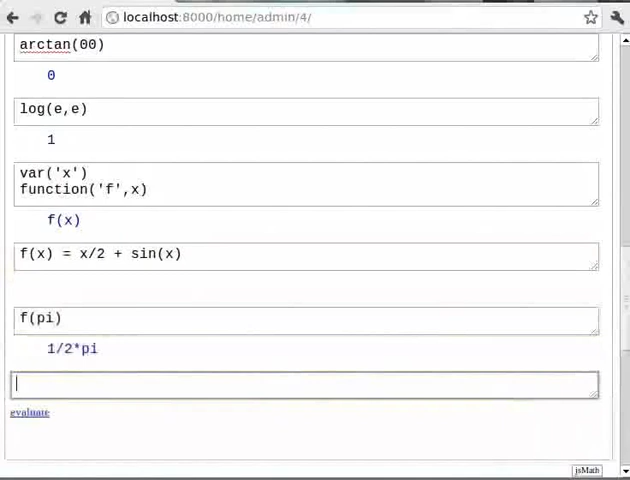 localhost:8000/home/admin/4/
arctan(00)
0
log(e,e)
1
var('x')
function('f',x)
f(x)
f(x) = x/2 + sin(x)
f(pi)
1/2*pi
evaluate
jsMath